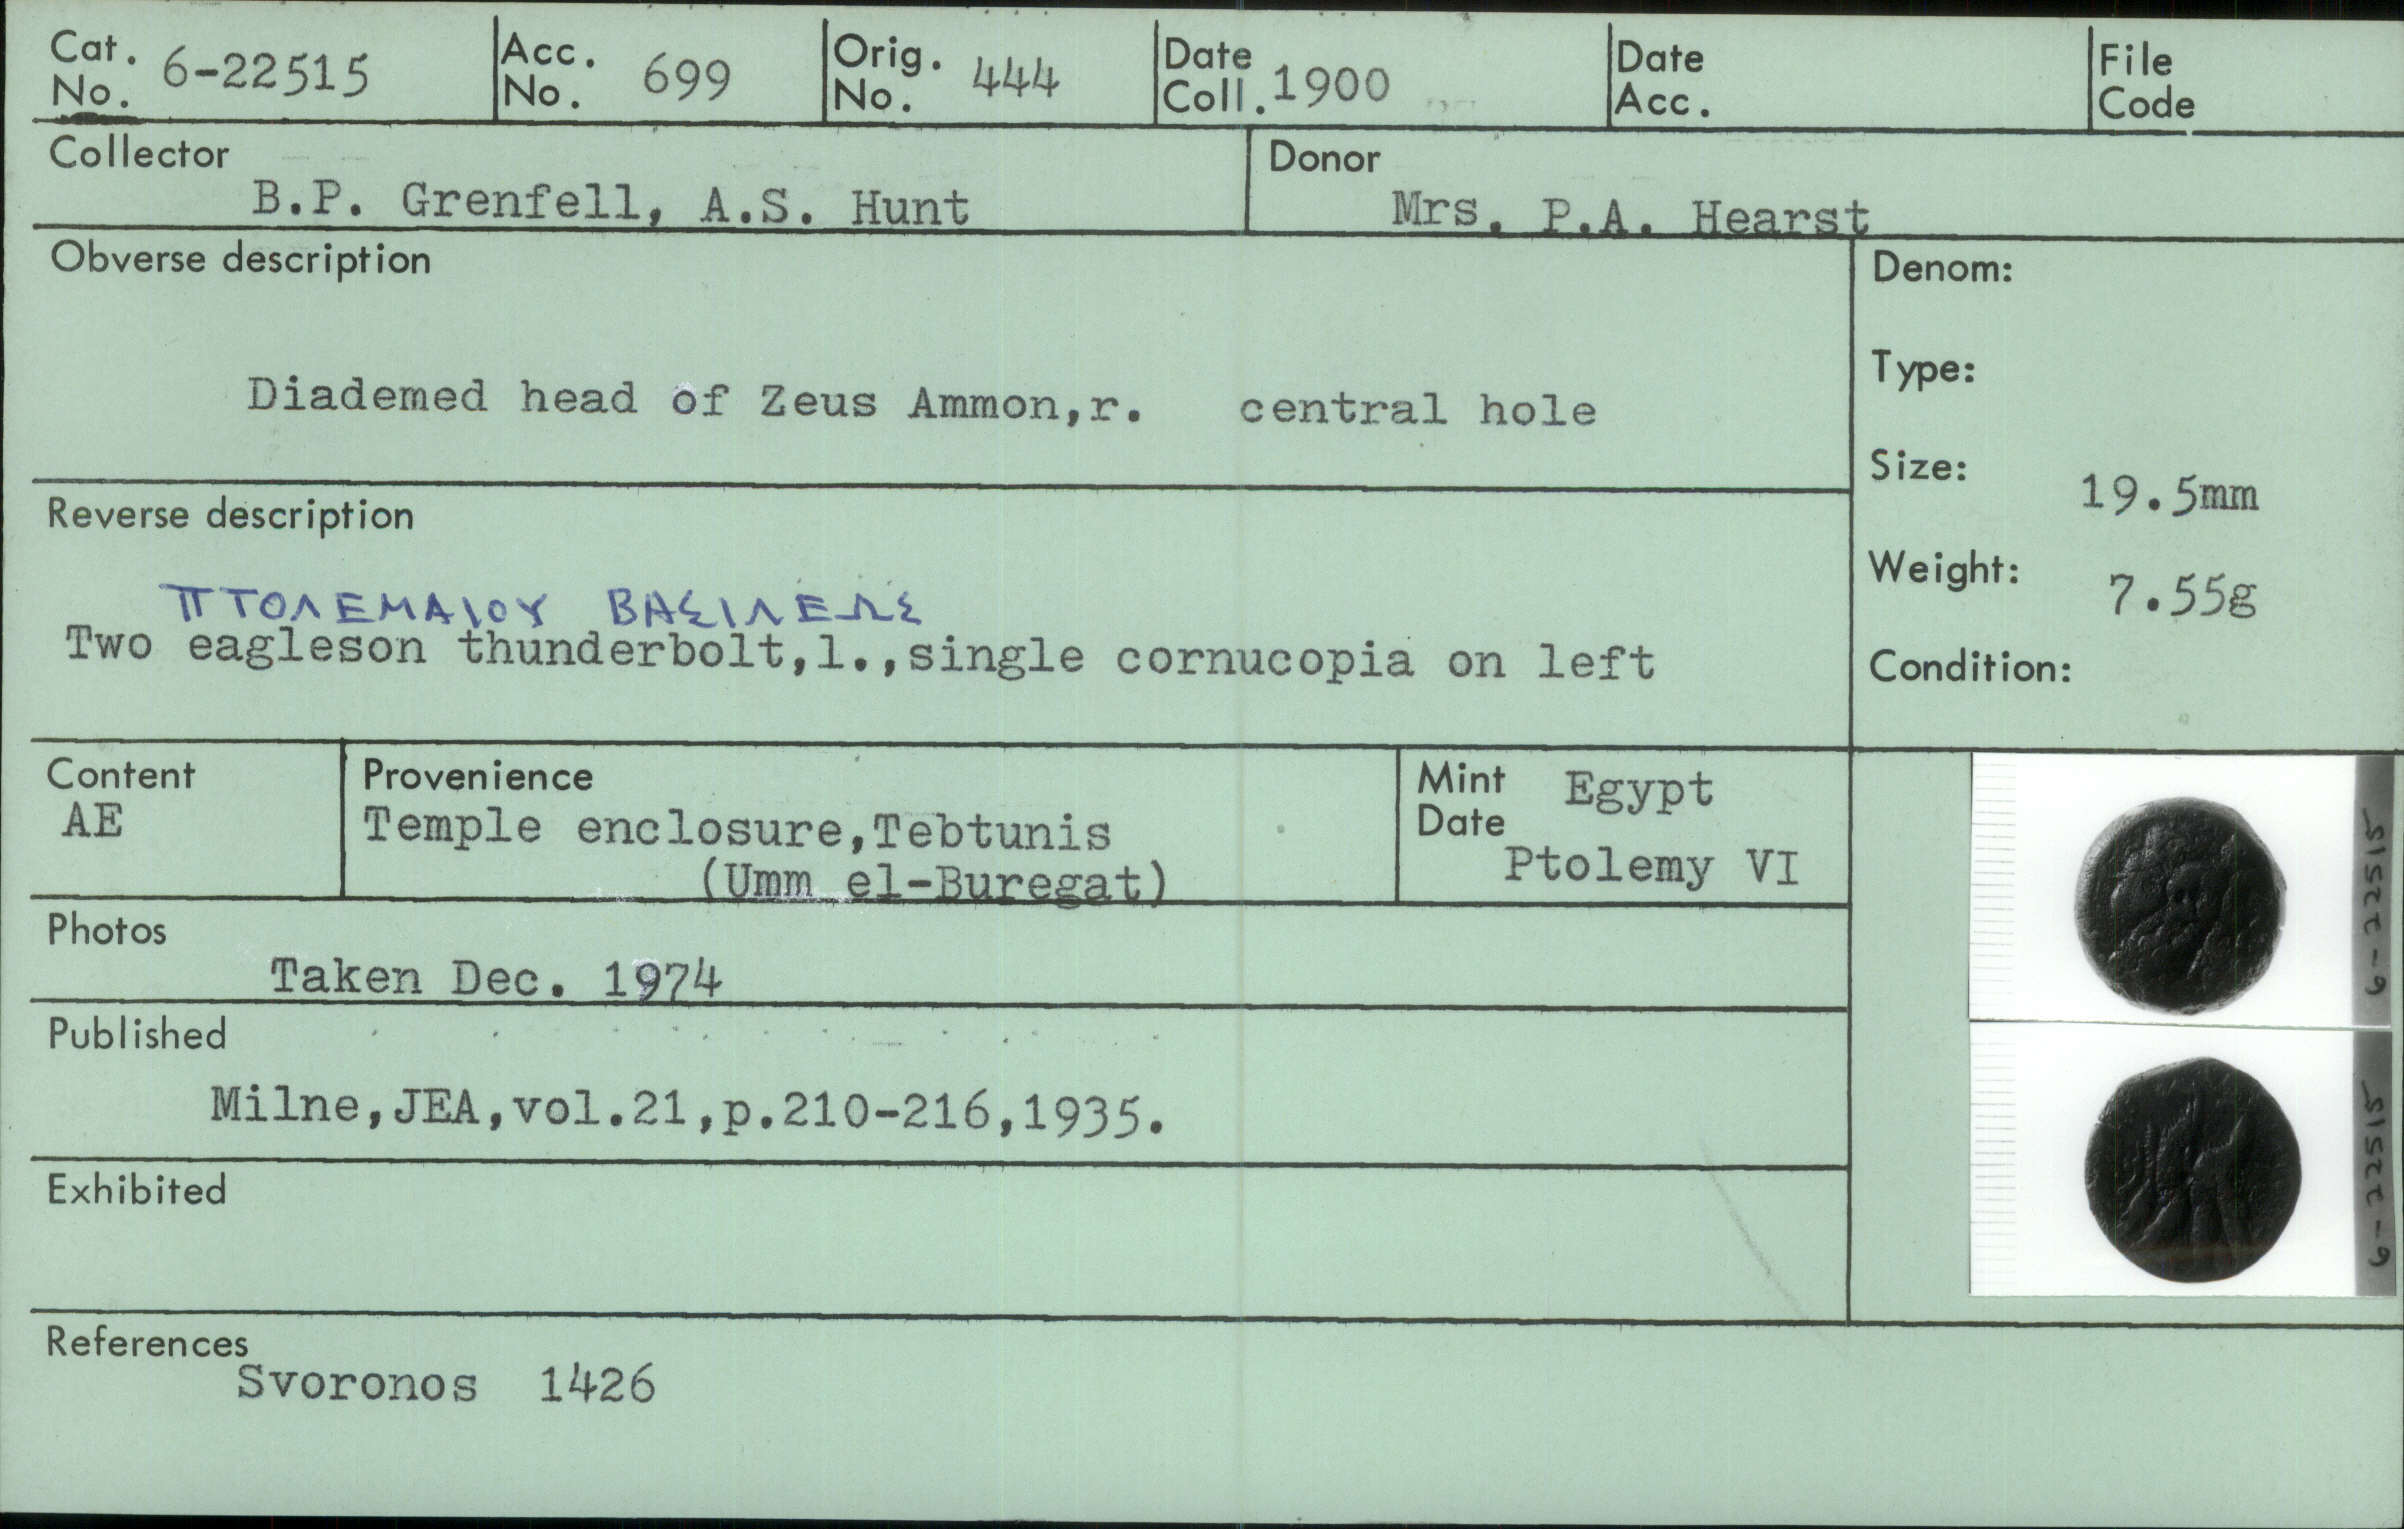 Cat. No. 6-22515
Acc. No. 699
Orig. No. 444
Date Coll. 1900
Date Acc.
File Code
Collector
B.P. Grenfell, A.S. Hunt
Donor
Mrs. P.A. Hearst
Obverse description
Diademed head of Zeus Ammon,r. central hole
Denom:
Type:
Size: 19.5mm
Weight: 7.55g
Condition:
Reverse description
ΠΤΟΛΕΜΑΙΟΥ ΒΑΣΙΛΕΩΣ
Two eagleson thunderbolt,l.,single cornucopia on left
Content
AE
Provenience
Temple enclosure,Tebtunis
(Umm el-Buregat)
Mint Egypt
Date
Ptolemy VI
6-22515
6-22515
Photos
Taken Dec. 1974
Published
Milne,JEA,vol.21,p.210-216,1935.
Exhibited
References
Svoronos 1426